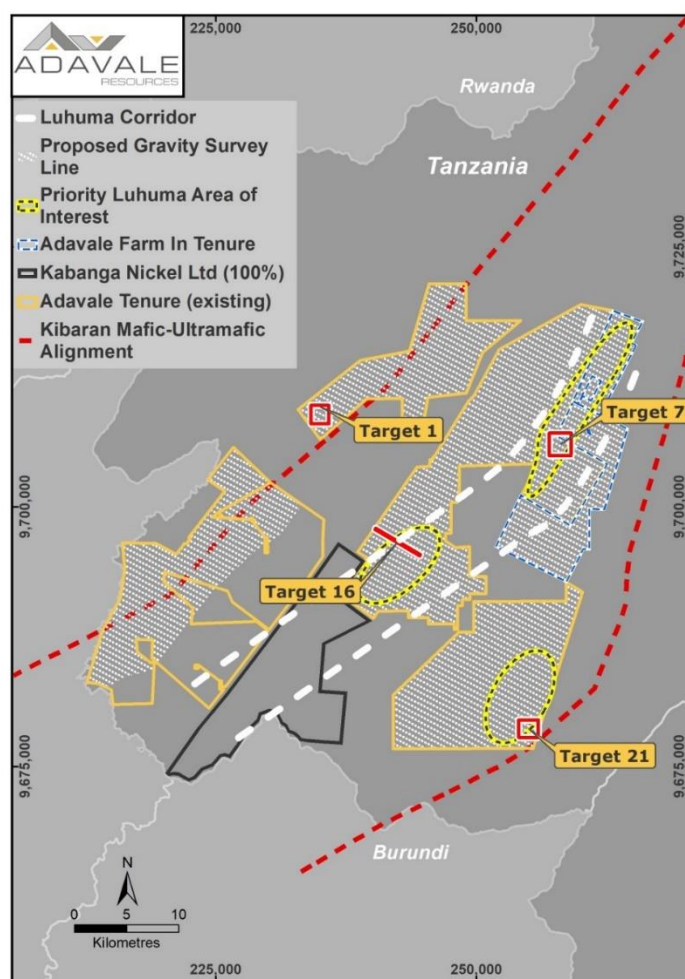 ADAVALE
RESOURCES
225,000
250,000
Rwanda
Tanzania
Luhuma Corridor
Proposed Gravity Survey
Line
Priority Luhuma Area of
Interest
Adavale Farm In Tenure
Kabanga Nickel Ltd (100%)
Adavale Tenure (existing)
Kibaran Mafic-Ultramafic
Alignment
9,725,000
Target 1
Target 7
9,700,000
9,700,000
Target 16
Target 21
9,675,000
9,675,000
Burundi
N
0 5 10
Kilometres
225,000
250,000